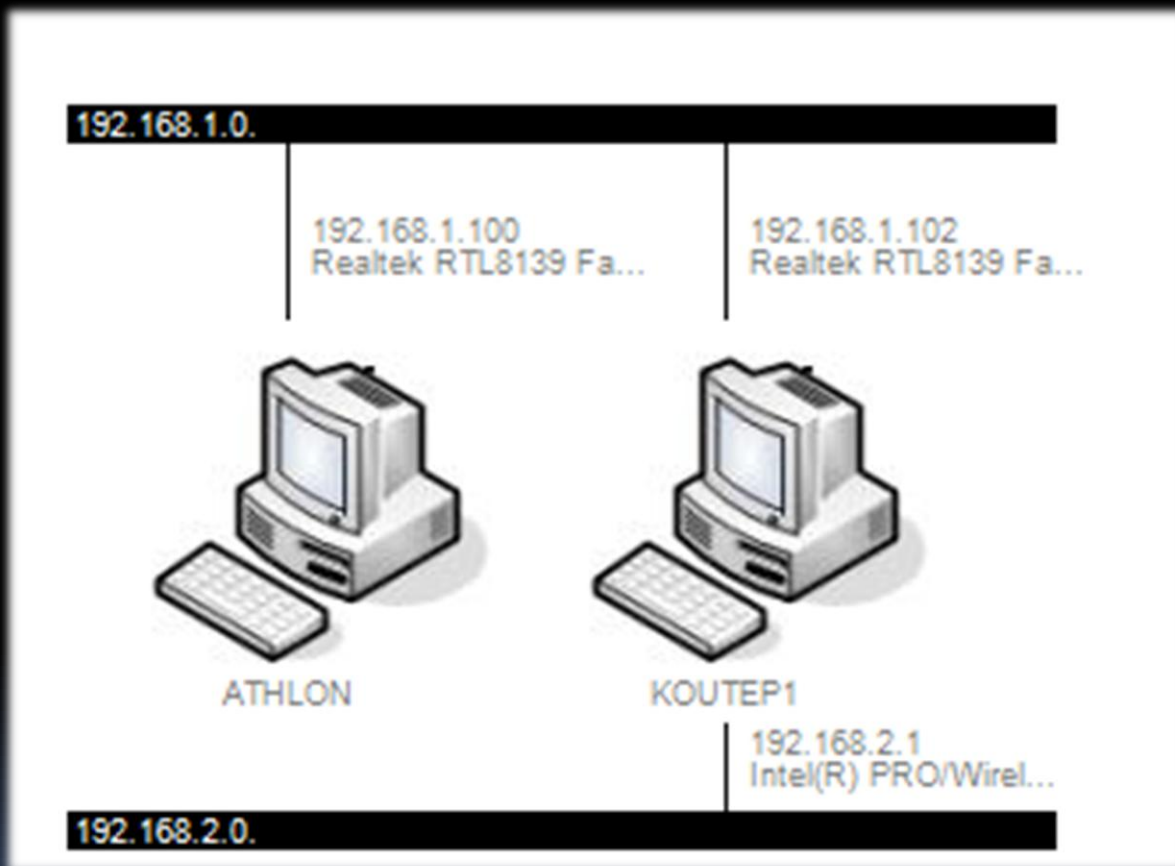 192.168.1.0.
192.168.1.100
Realtek RTL8139 Fa...
192.168.1.102
Realtek RTL8139 Fa...
ATHLON
KOUTEP1
192.168.2.1
Intel(R) PRO/Wirel...
192.168.2.0.